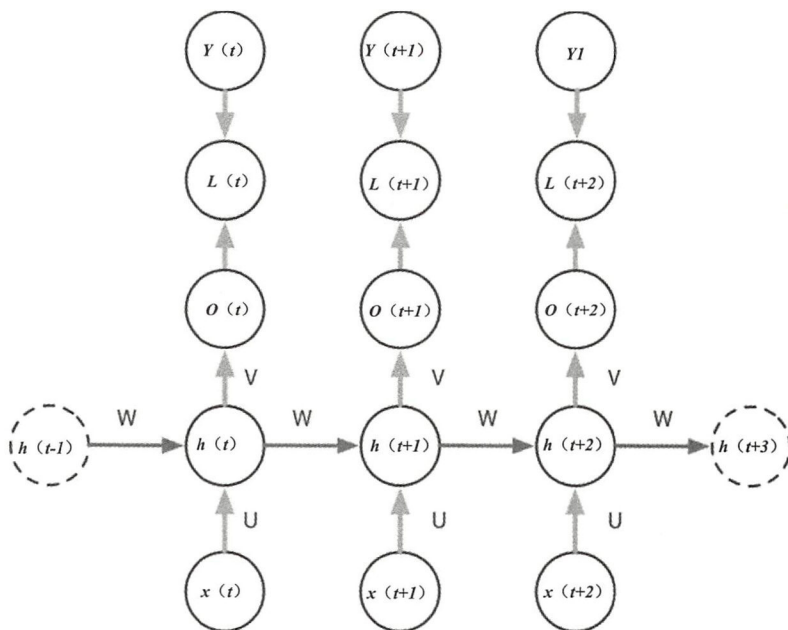 Y（t） Y（t+1） Y1
L（t） L（t+1） L（t+2）
O（t） O（t+1） O（t+2）
V V V
W W W W
h（t-1） h（t） h（t+1） h（t+2） h（t+3）
U U U
x（t） x（t+1） x（t+2）